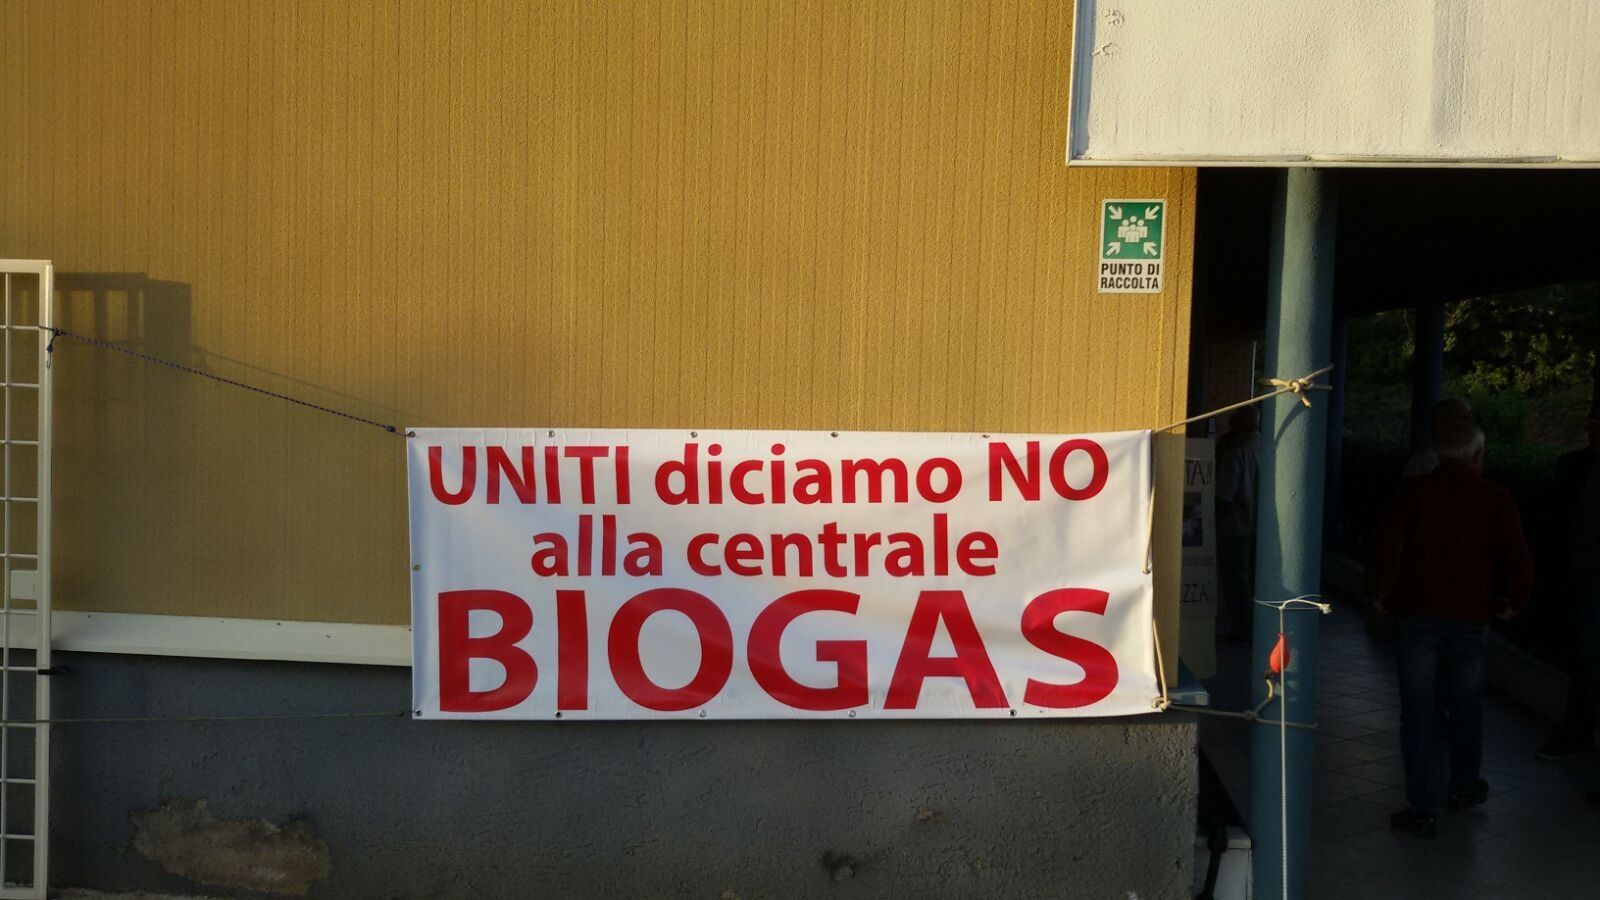 PUNTO DI
RACCOLTA
UNITI diciamo NO
alla centrale
BIOGAS